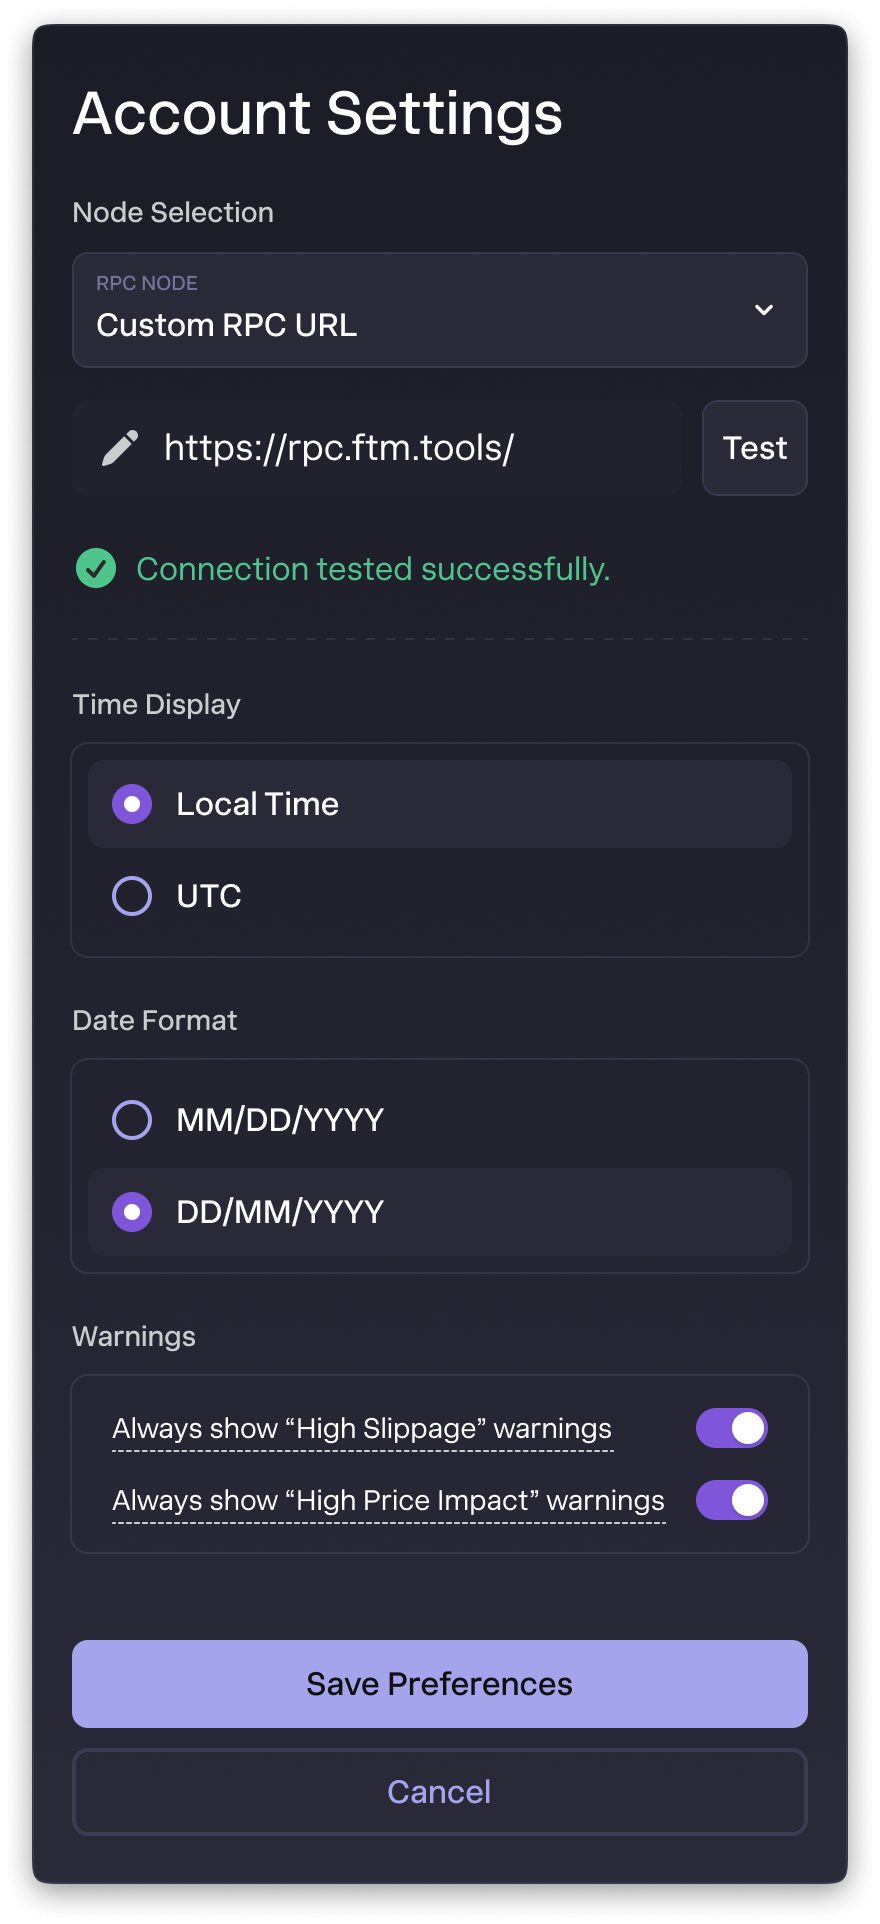 Account Settings
Node Selection
RPC NODE
Custom RPC URL
https://rpc.ftm.tools/
Test
Connection tested successfully.
Time Display
Local Time
UTC
Date Format
MM/DD/YYYY
DD/MM/YYYY
Warnings
Always show “High Slippage” warnings
Always show “High Price Impact” warnings
Save Preferences
Cancel